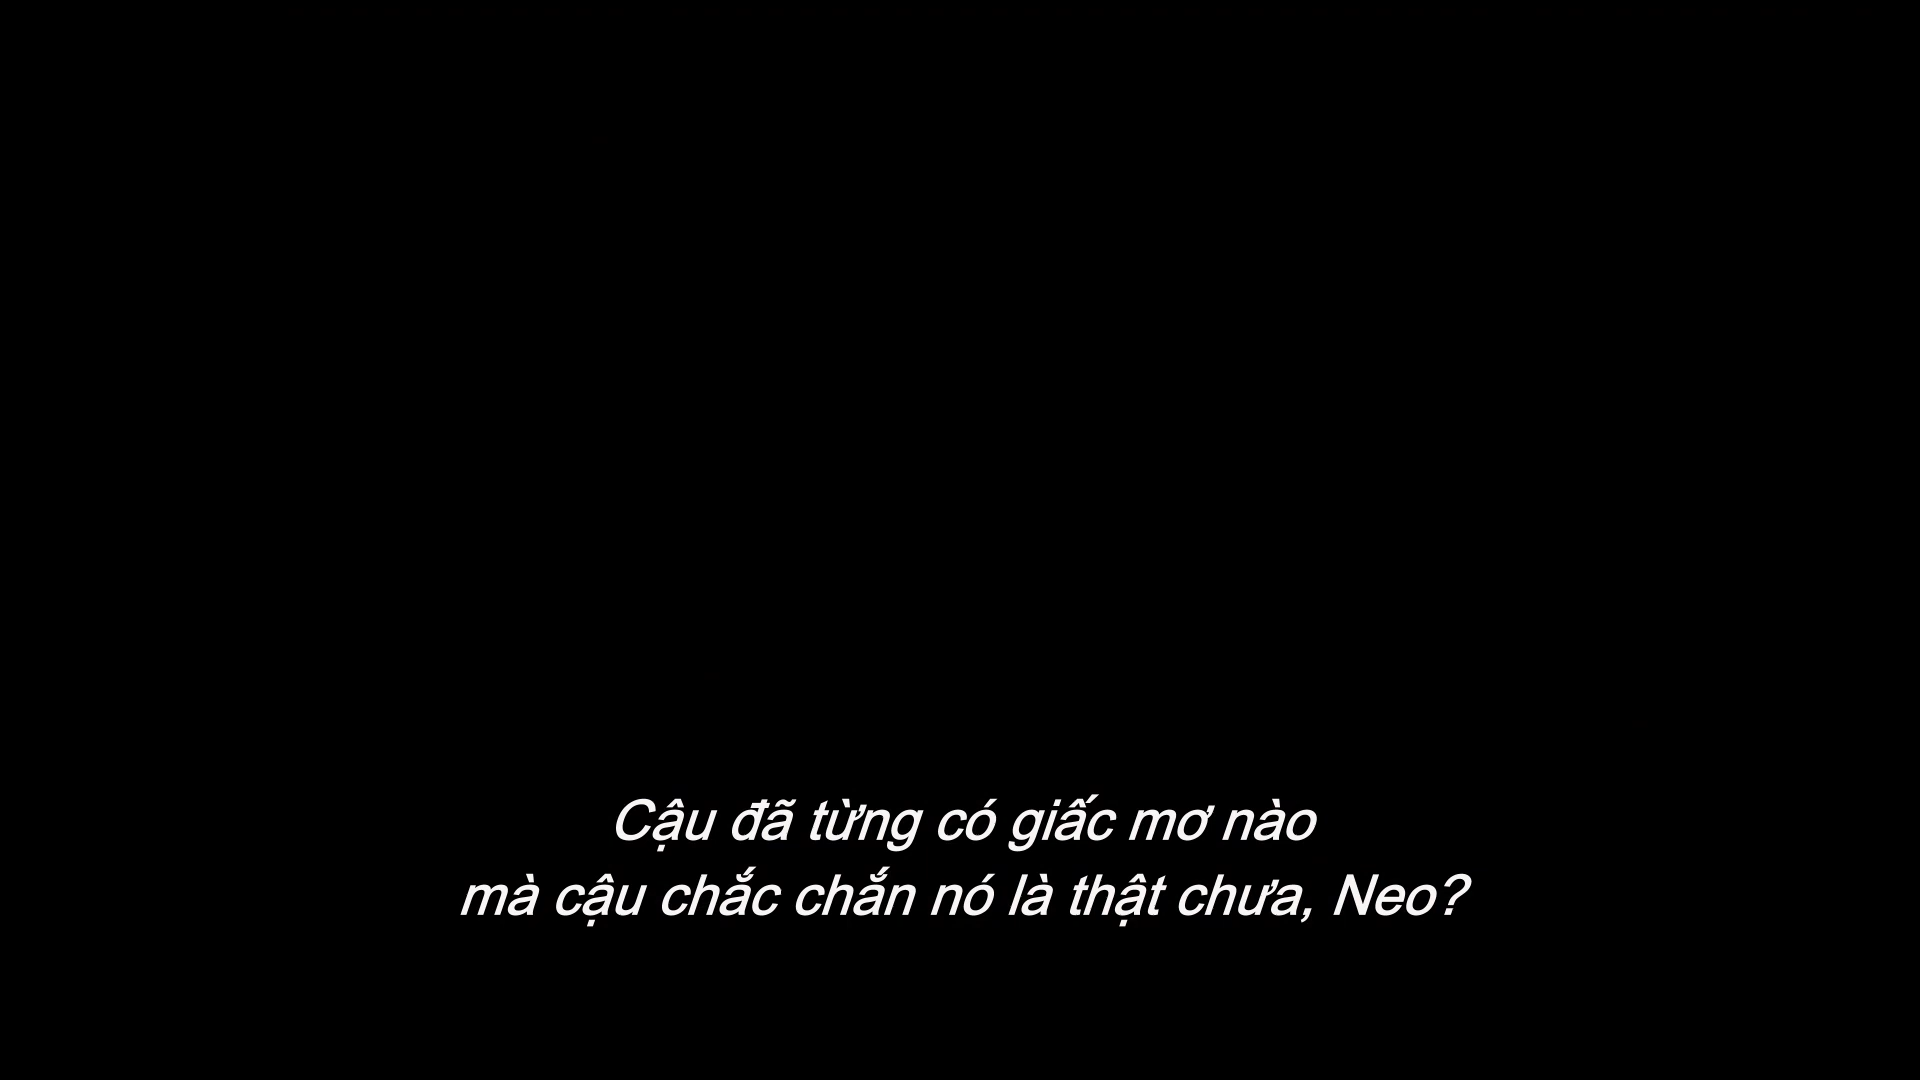 Cậu đã từng có giấc mơ nào
mà cậu chắc chắn nó là thật chưa, Neo?